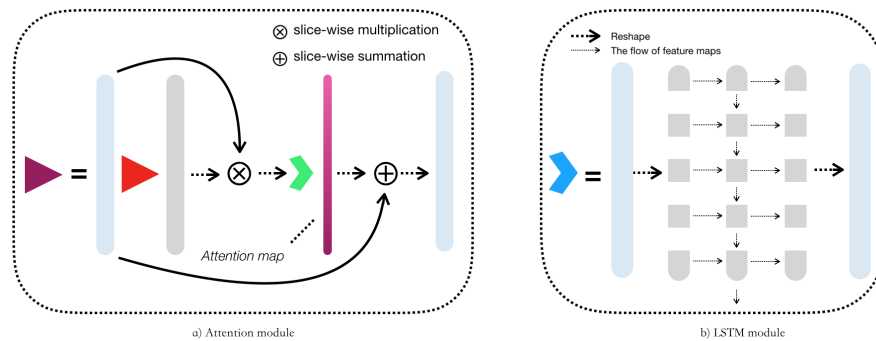 slice-wise multiplication
slice-wise summation
Attention map
a) Attention module
Reshape
The flow of feature maps
b) LSTM module